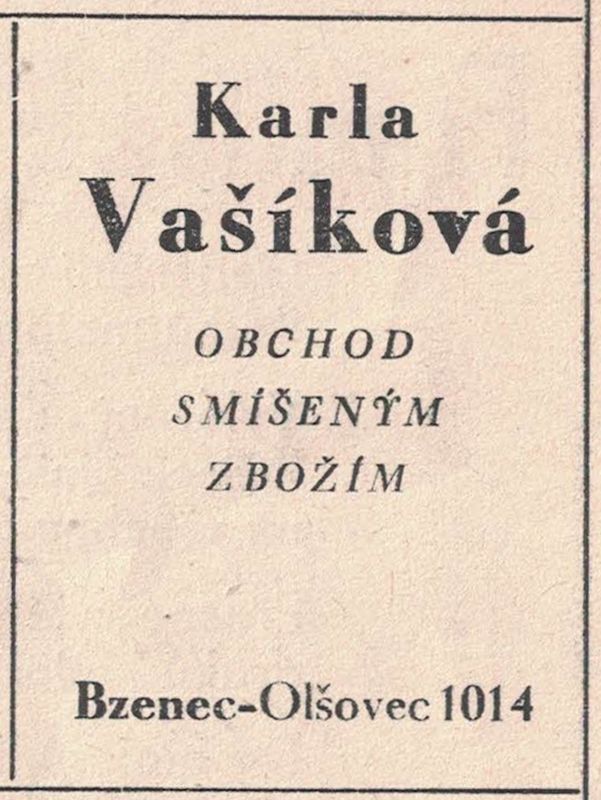 Karla
Vašíková
OBCHOD
SMÍŠENÝM
ZBOŽÍM
Bzenec-Olšovec 1014